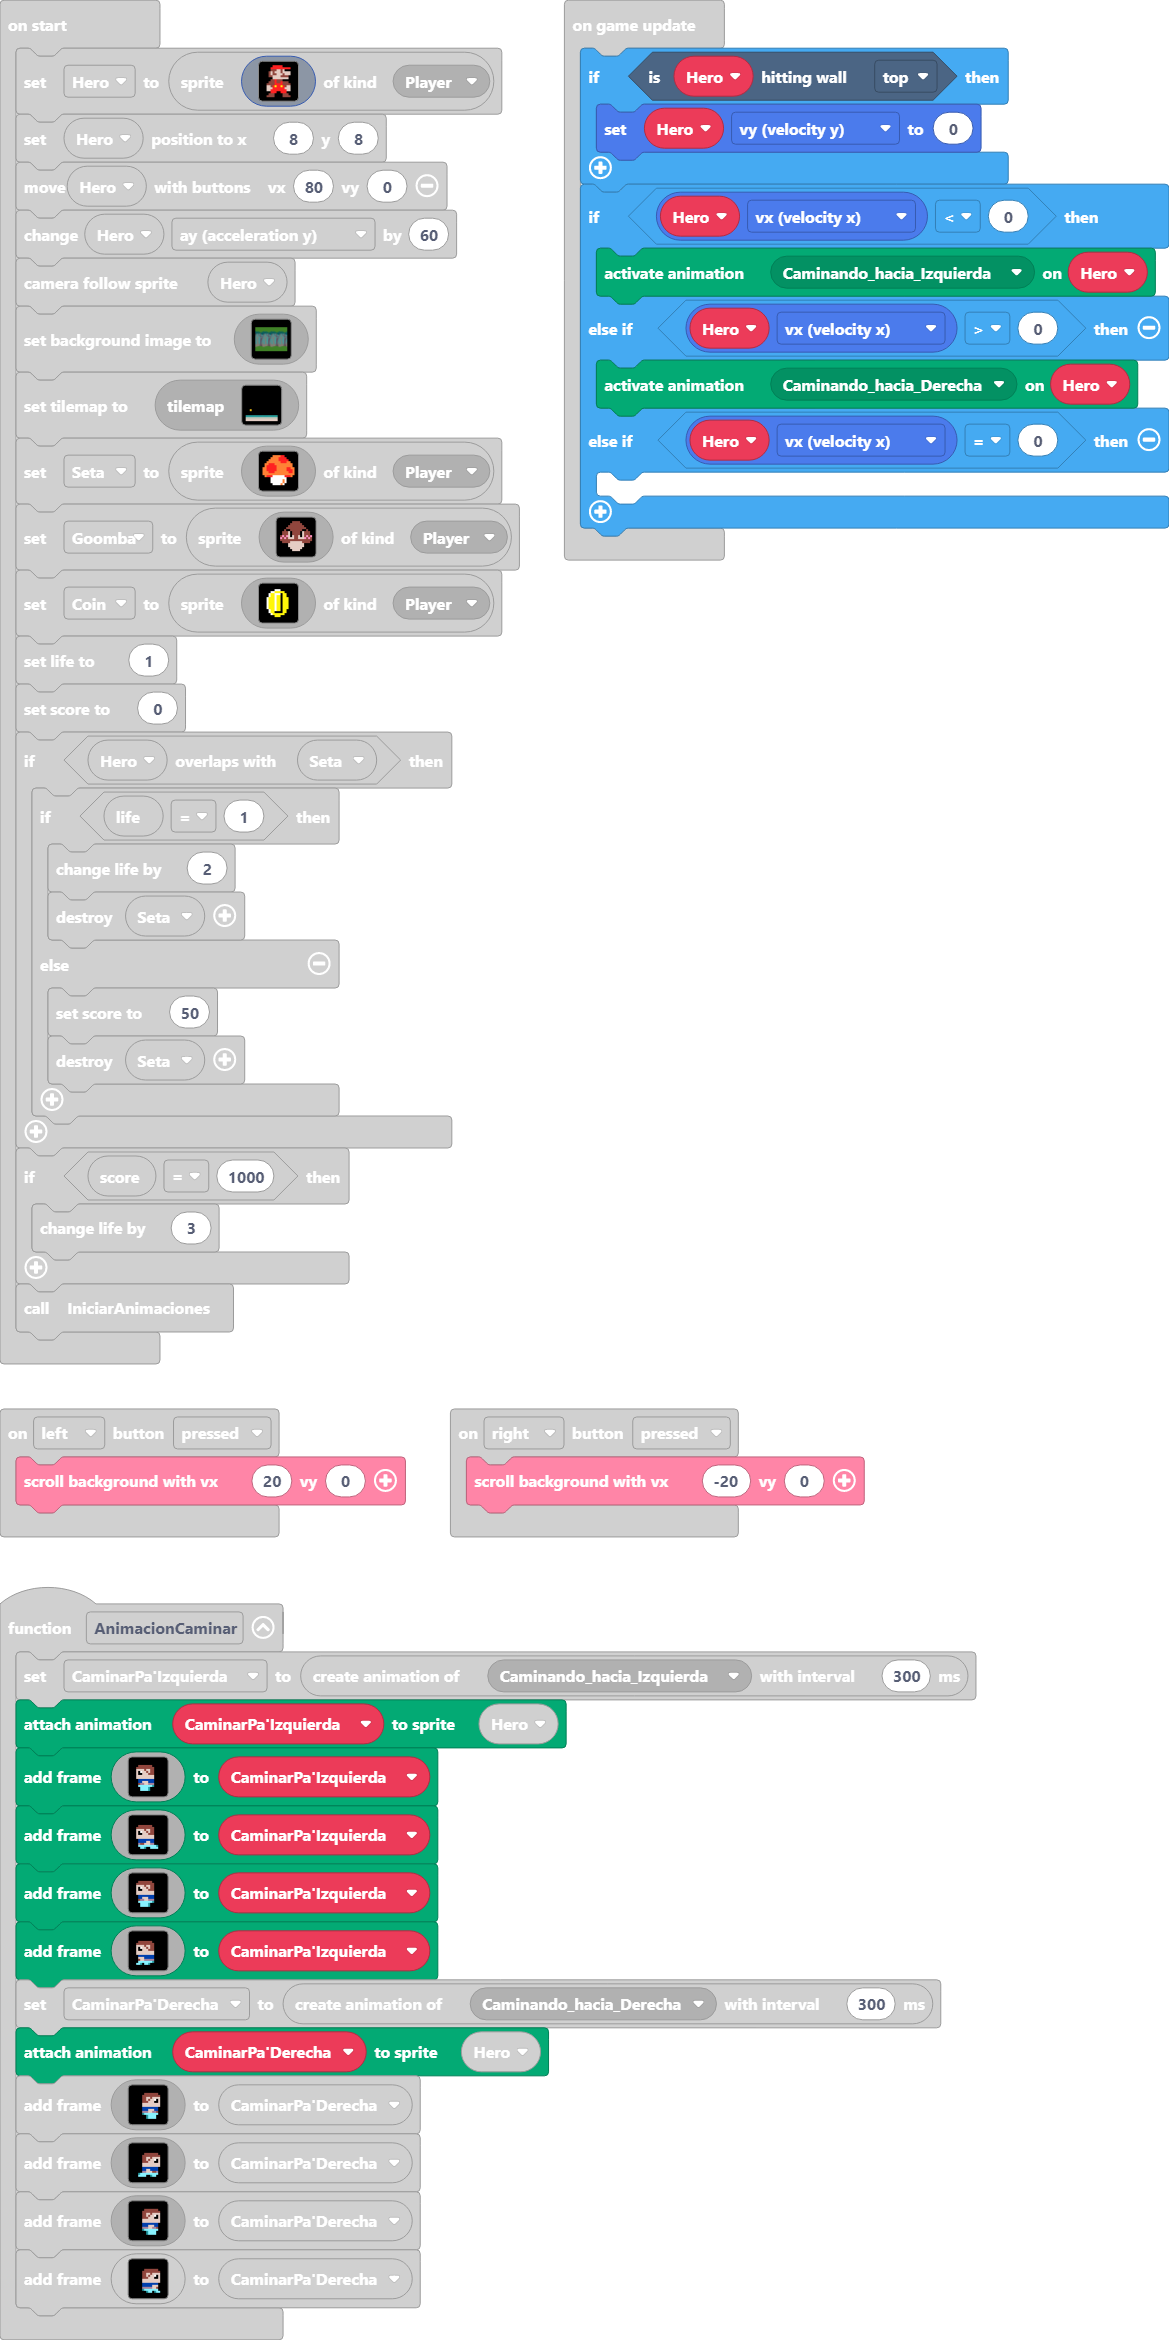 on start
set Hero to sprite of kind Player
set Hero position to x 8 y 8
move Hero with buttons vx 80 vy 0
change Hero ay (acceleration y) by 60
camera follow sprite Hero
set background image to
set tilemap to tilemap
set Seta to sprite of kind Player
set Goomba to sprite of kind Player
set Coin to sprite of kind Player
set life to 1
set score to 0
if Hero overlaps with Seta then
if life = 1 then
change life by 2
destroy Seta
else
set score to 50
destroy Seta
if score = 1000 then
change life by 3
call IniciarAnimaciones
on game update
if is Hero hitting wall top then
set Hero vy (velocity y) to 0
if Hero vx (velocity x) < 0 then
activate animation Caminando_hacia_Izquierda on Hero
else if Hero vx (velocity x) > 0 then
activate animation Caminando_hacia_Derecha on Hero
else if Hero vx (velocity x) = 0 then
on left button pressed
scroll background with vx 20 vy 0
on right button pressed
scroll background with vx -20 vy 0
function AnimacionCaminar
set CaminarPa'Izquierda to create animation of Caminando_hacia_Izquierda with interval 300 ms
attach animation CaminarPa'Izquierda to sprite Hero
add frame to CaminarPa'Izquierda
add frame to CaminarPa'Izquierda
add frame to CaminarPa'Izquierda
add frame to CaminarPa'Izquierda
set CaminarPa'Derecha to create animation of Caminando_hacia_Derecha with interval 300 ms
attach animation CaminarPa'Derecha to sprite Hero
add frame to CaminarPa'Derecha
add frame to CaminarPa'Derecha
add frame to CaminarPa'Derecha
add frame to CaminarPa'Derecha